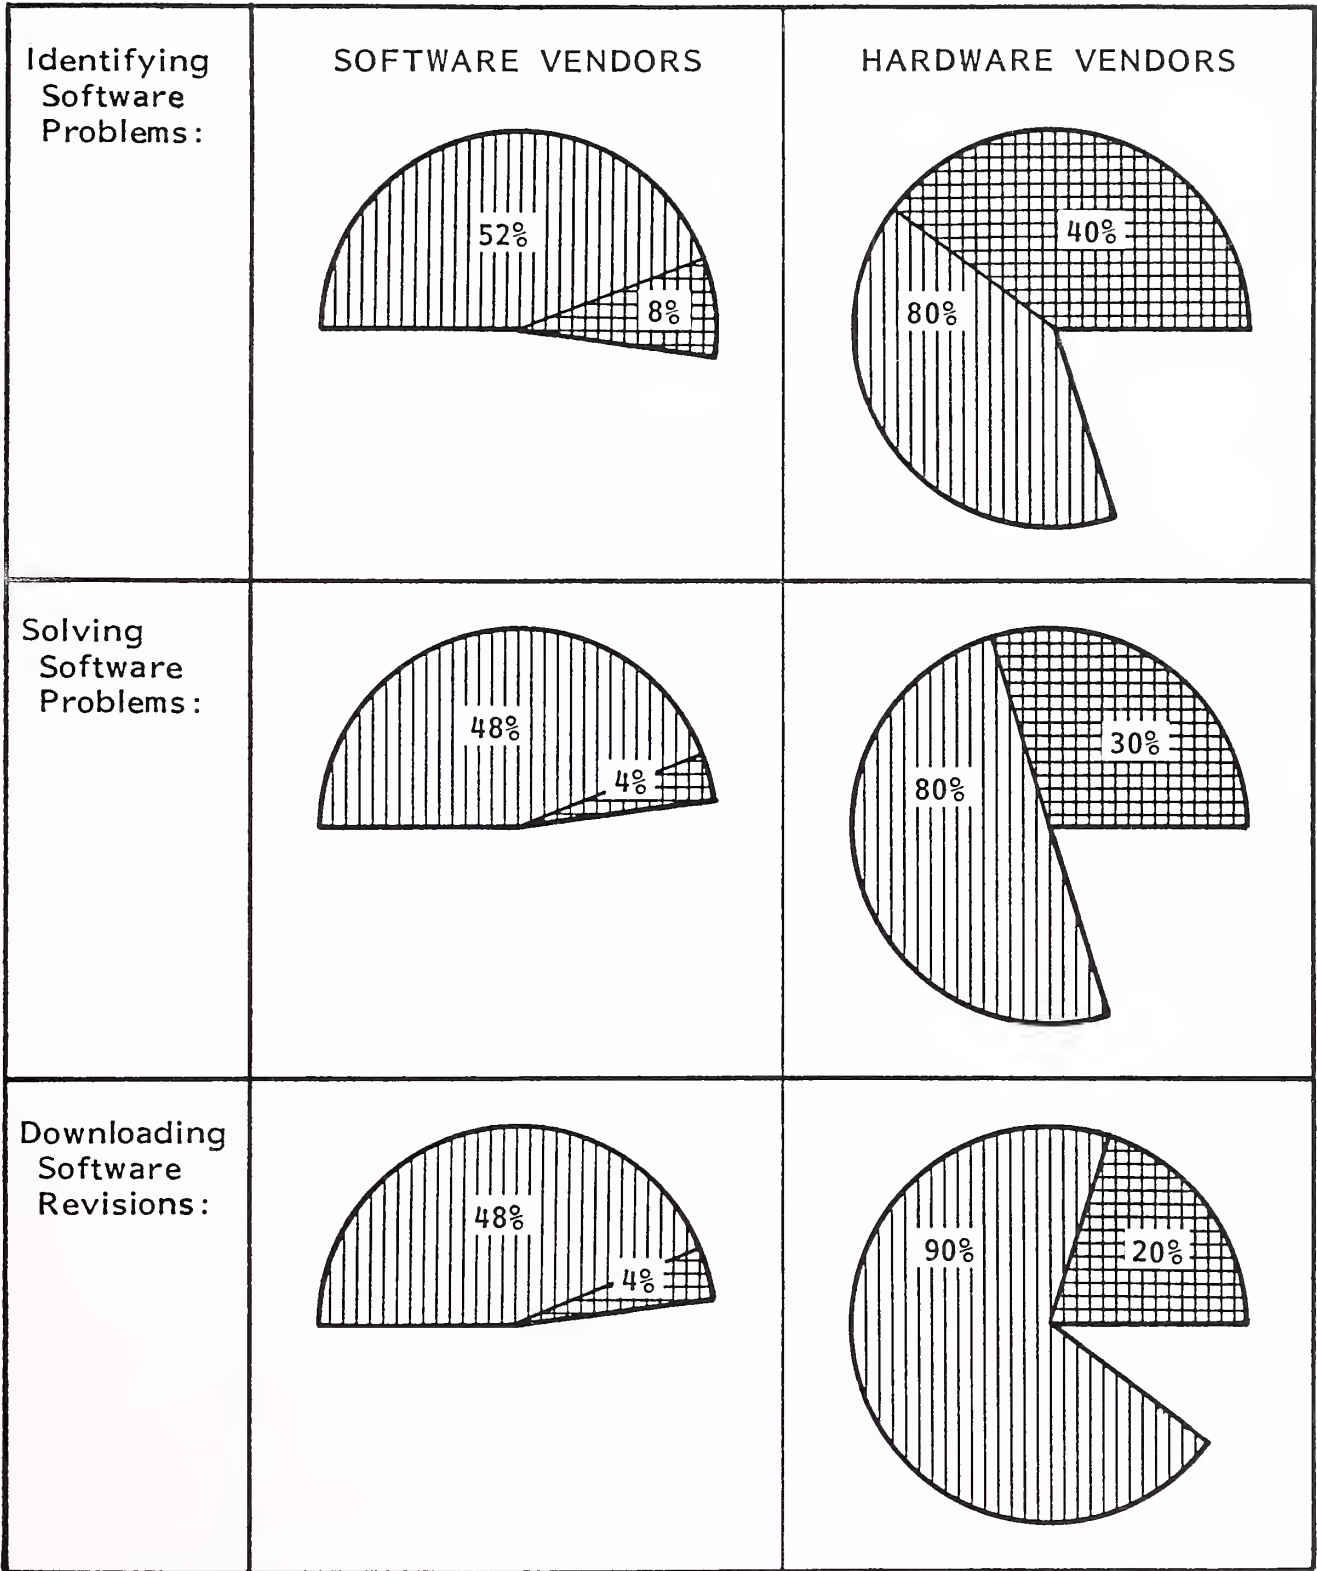 Identifying
Software
Problems:
SOFTWARE VENDORS
HARDWARE VENDORS
52%
8%
40%
80%
Solving
Software
Problems:
48%
4%
30%
80%
Downloading
Software
Revisions:
48%
4%
90%
20%